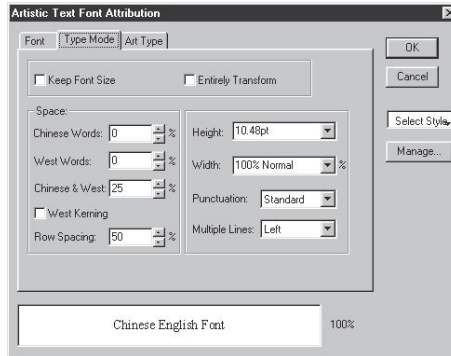 Artistic Text Font Attribution
Font Type Mode Art Type
OK
Keep Font Size Entirely Transform
Cancel
Space:
Select Style
Chinese Words: 0 % Height: 10.48pt
Manage...
West Words: 0 % Width: 100% Normal %
Chinese & West: 25 % Punctuation: Standard
West Kerning
Row Spacing: 50 % Multiple Lines: Left
Chinese English Font 100%